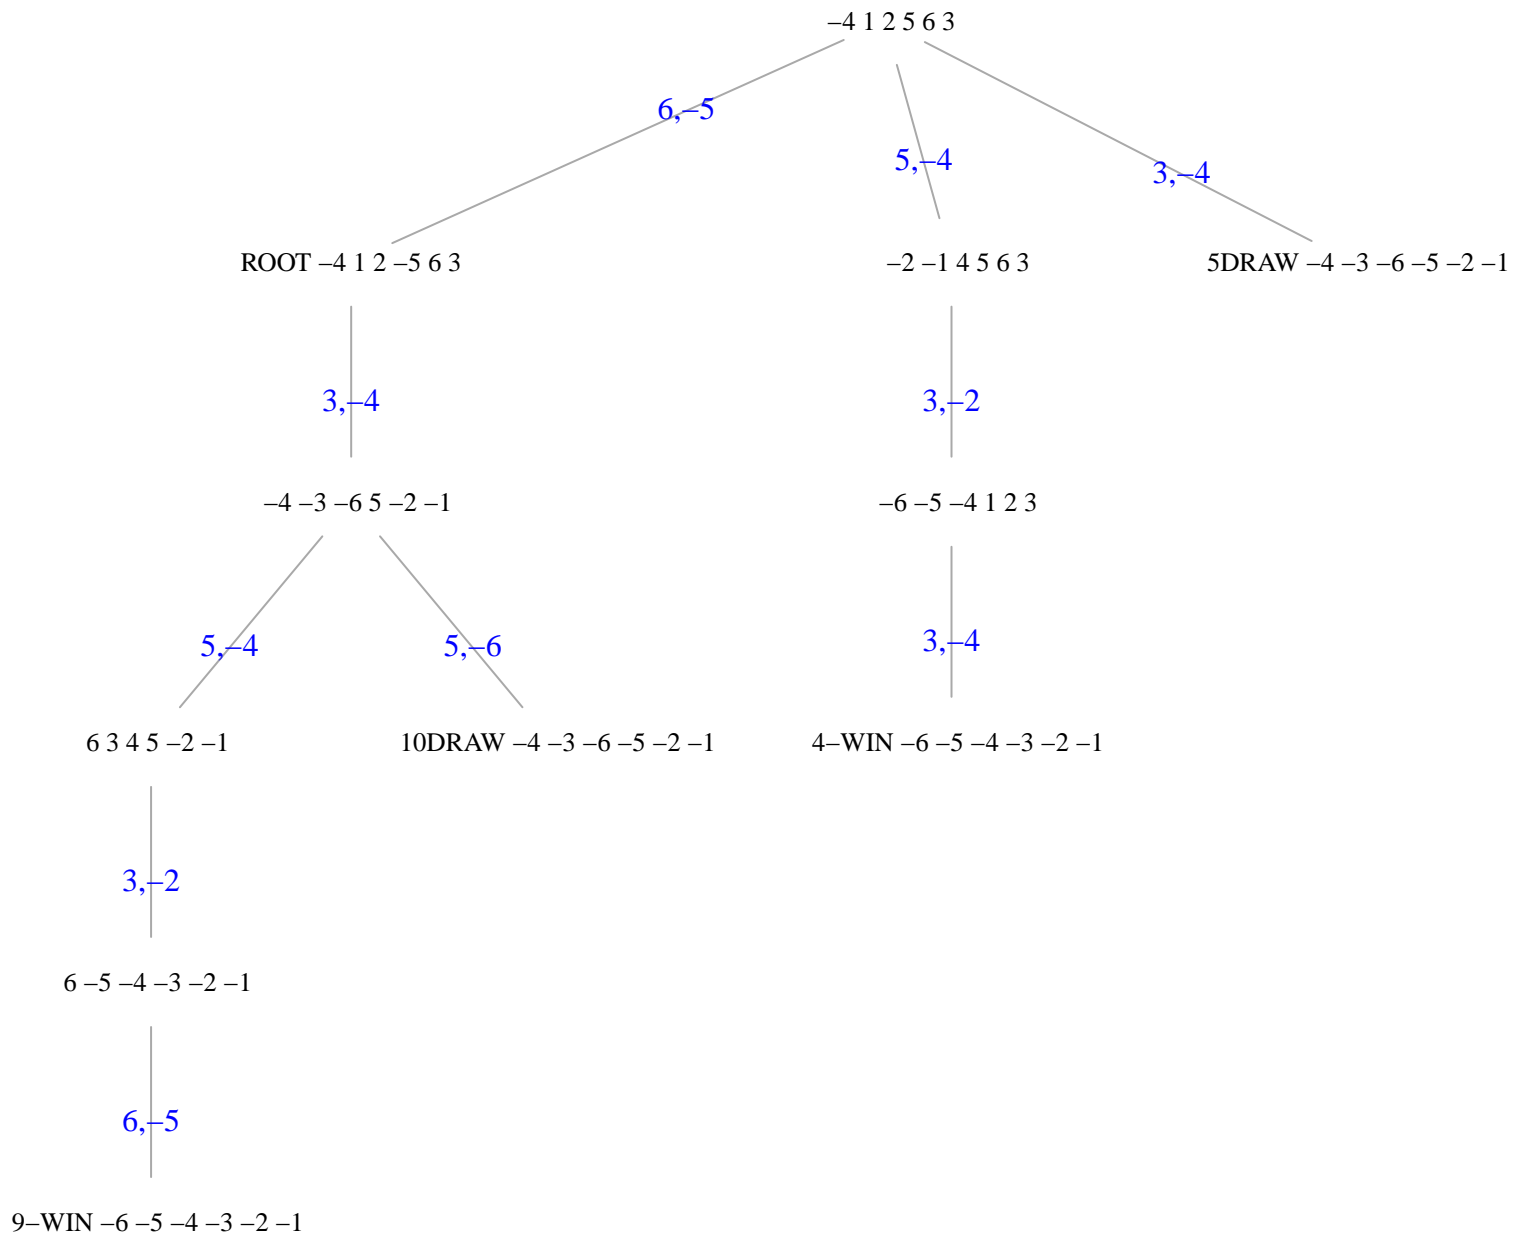 –4 1 2 5 6 3
6,–5
5,–4
3,–4
ROOT –4 1 2 –5 6 3
–2 –1 4 5 6 3
5DRAW –4 –3 –6 –5 –2 –1
3,–4
3,–2
–4 –3 –6 5 –2 –1
–6 –5 –4 1 2 3
5,–4
5,–6
3,–4
6 3 4 5 –2 –1
10DRAW –4 –3 –6 –5 –2 –1
4–WIN –6 –5 –4 –3 –2 –1
3,–2
6 –5 –4 –3 –2 –1
6,–5
9–WIN –6 –5 –4 –3 –2 –1